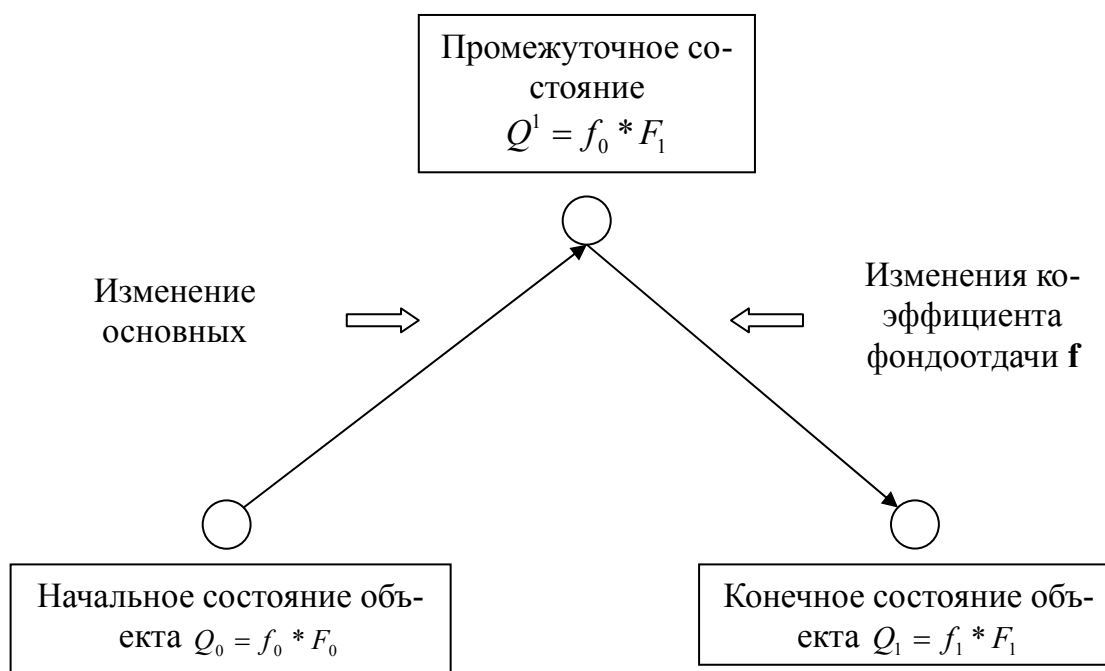 Промежуточное со-
стояние
Q¹ = f₀ * F₁
Изменение
основных
Изменения ко-
эффициента
фондоотдачи f
Начальное состояние объ-
екта Q₀ = f₀ * F₀
Конечное состояние объ-
екта Q₁ = f₁ * F₁